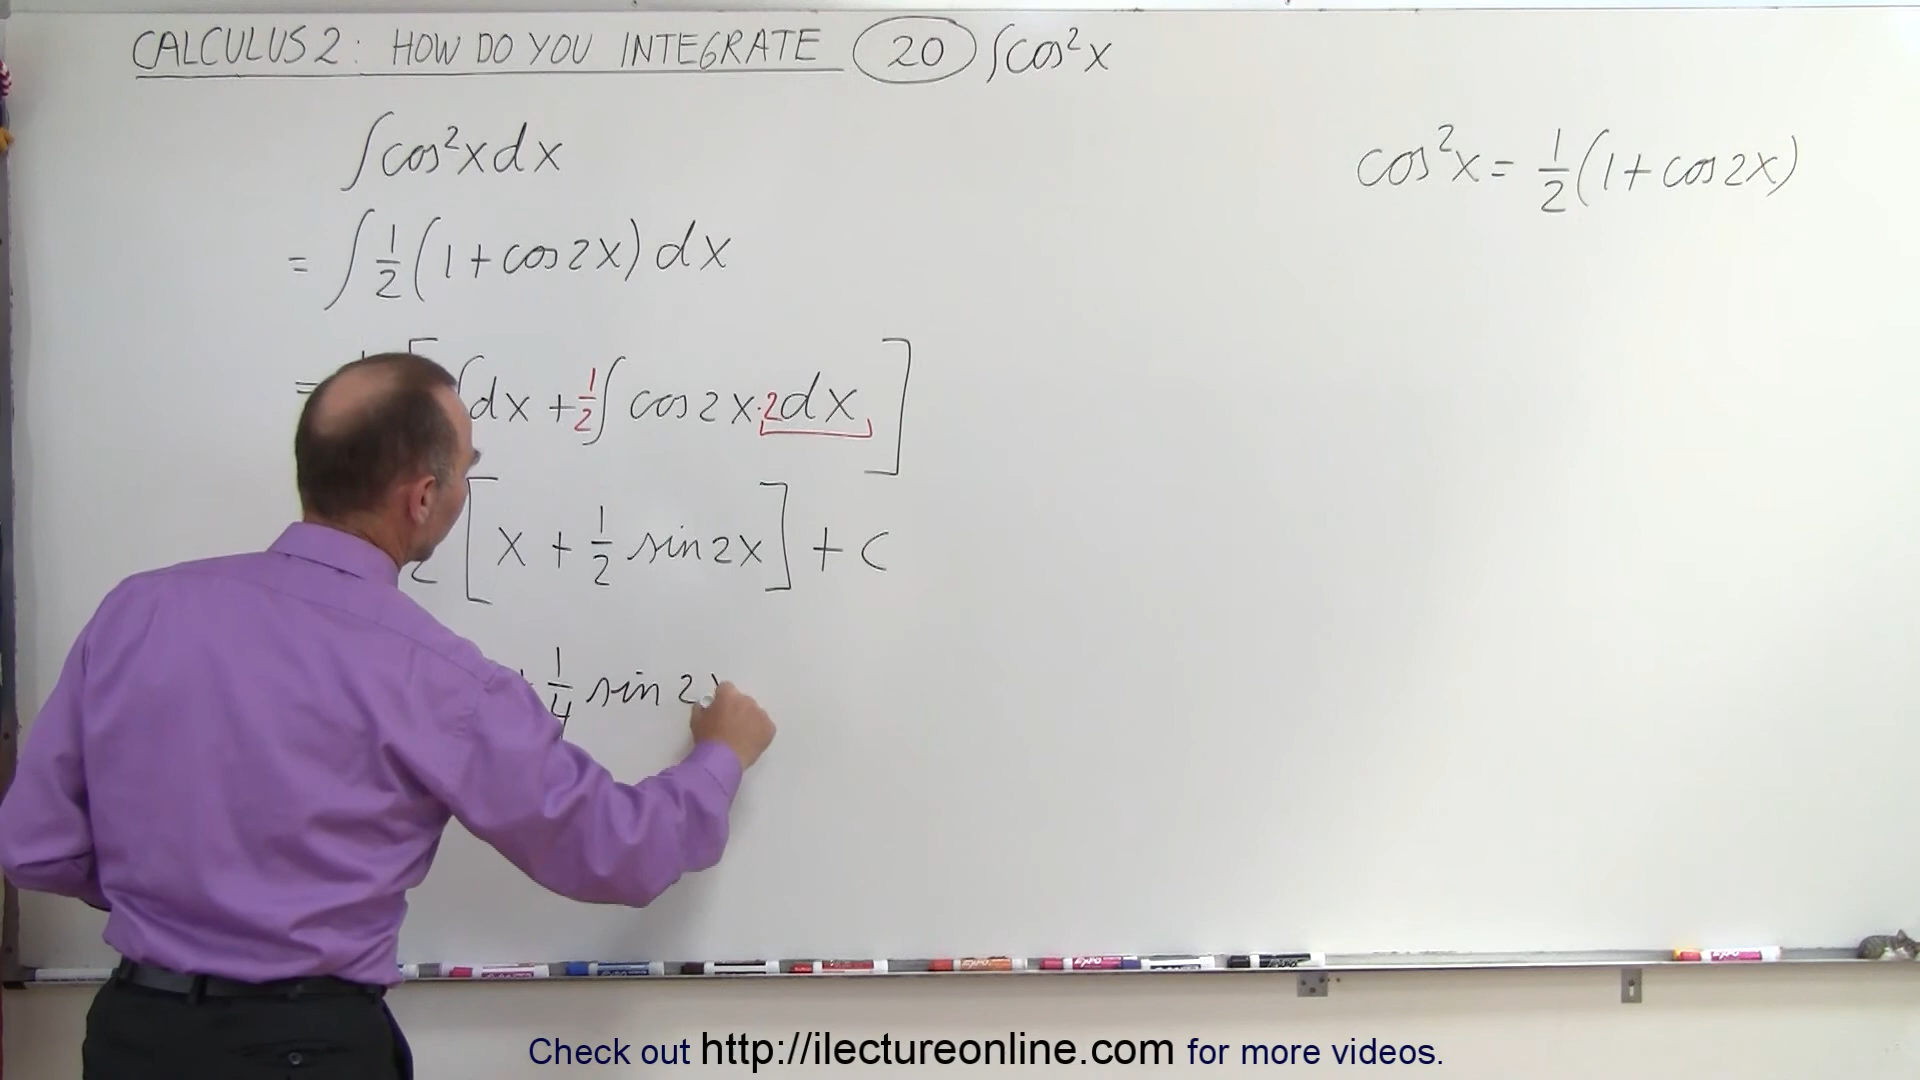 CALCULUS 2: HOW DO YOU INTEGRATE 20 ∫cos²x
∫cos²x dx
cos²x = 1/2 (1 + cos 2x)
= ∫ 1/2 (1 + cos 2x) dx
= [∫dx + 1/2 ∫ cos 2x · 2dx]
2 [x + 1/2 sin 2x] + C
+ 1/4 sin 2x
Check out http://ilectureonline.com for more videos.